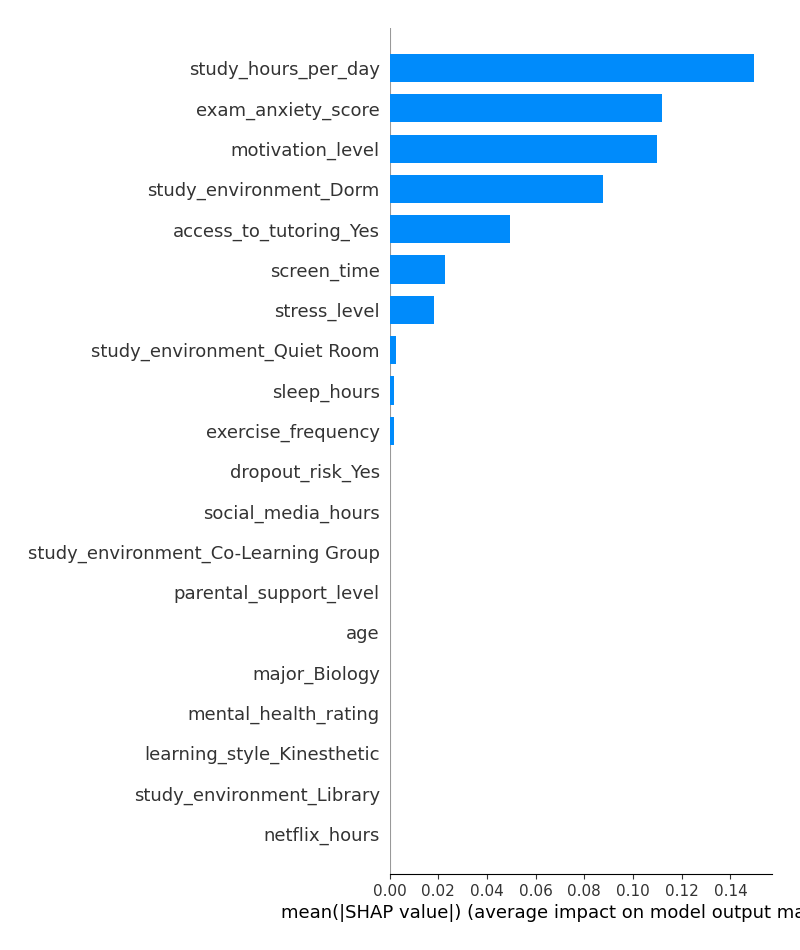 study_hours_per_day
exam_anxiety_score
motivation_level
study_environment_Dorm
access_to_tutoring_Yes
screen_time
stress_level
study_environment_Quiet Room
sleep_hours
exercise_frequency
dropout_risk_Yes
social_media_hours
study_environment_Co-Learning Group
parental_support_level
age
major_Biology
mental_health_rating
learning_style_Kinesthetic
study_environment_Library
netflix_hours
0.00 0.02 0.04 0.06 0.08 0.10 0.12 0.14
mean(|SHAP value|) (average impact on model output ma